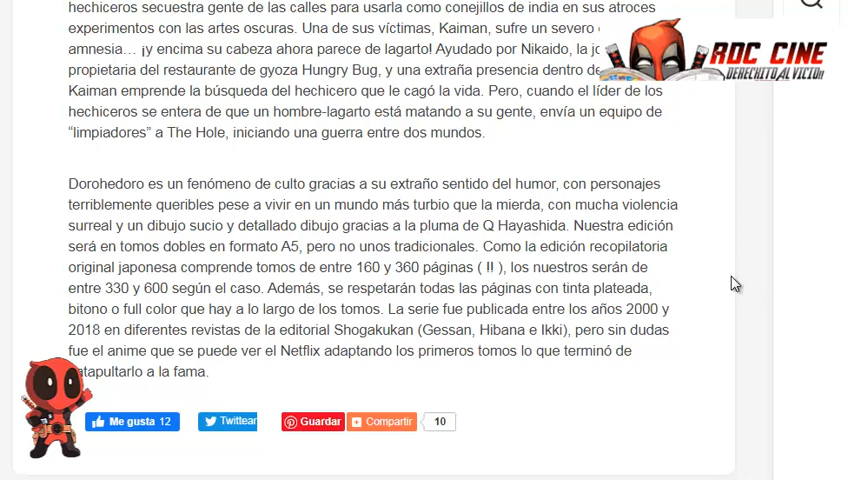 hechiceros secuestra gente de las calles para usarla como conejillos de india en sus atroces
experimentos con las artes oscuras. Una de sus víctimas, Kaiman, sufre un severo
amnesia... ¡y encima su cabeza ahora parece de lagarto! Ayudado por Nikaido, la
propietaria del restaurante de gyoza Hungry Bug, y una extraña presencia dentro
Kaiman emprende la búsqueda del hechicero que le cagó la vida. Pero, cuando el líder de los
hechiceros se entera de que un hombre-lagarto está matando a su gente, envía un equipo de
“limpiadores” a The Hole, iniciando una guerra entre dos mundos.
RDC CINE
DERECHITO AL VICIO!!
Dorohedoro es un fenómeno de culto gracias a su extraño sentido del humor, con personajes
terriblemente queribles pese a vivir en un mundo más turbio que la mierda, con mucha violencia
surreal y un dibujo sucio y detallado dibujo gracias a la pluma de Q Hayashida. Nuestra edición
será en tomos dobles en formato A5, pero no unos tradicionales. Como la edición recopilatoria
original japonesa comprende tomos de entre 160 y 360 páginas ( !! ), los nuestros serán de
entre 330 y 600 según el caso. Además, se respetarán todas las páginas con tinta plateada,
bitono o full color que hay a lo largo de los tomos. La serie fue publicada entre los años 2000 y
2018 en diferentes revistas de la editorial Shogakukan (Gessan, Hibana e Ikki), pero sin dudas
fue el anime que se puede ver el Netflix adaptando los primeros tomos lo que terminó de
atapultarlo a la fama.
Me gusta 12
Twittear
Guardar
Compartir
10